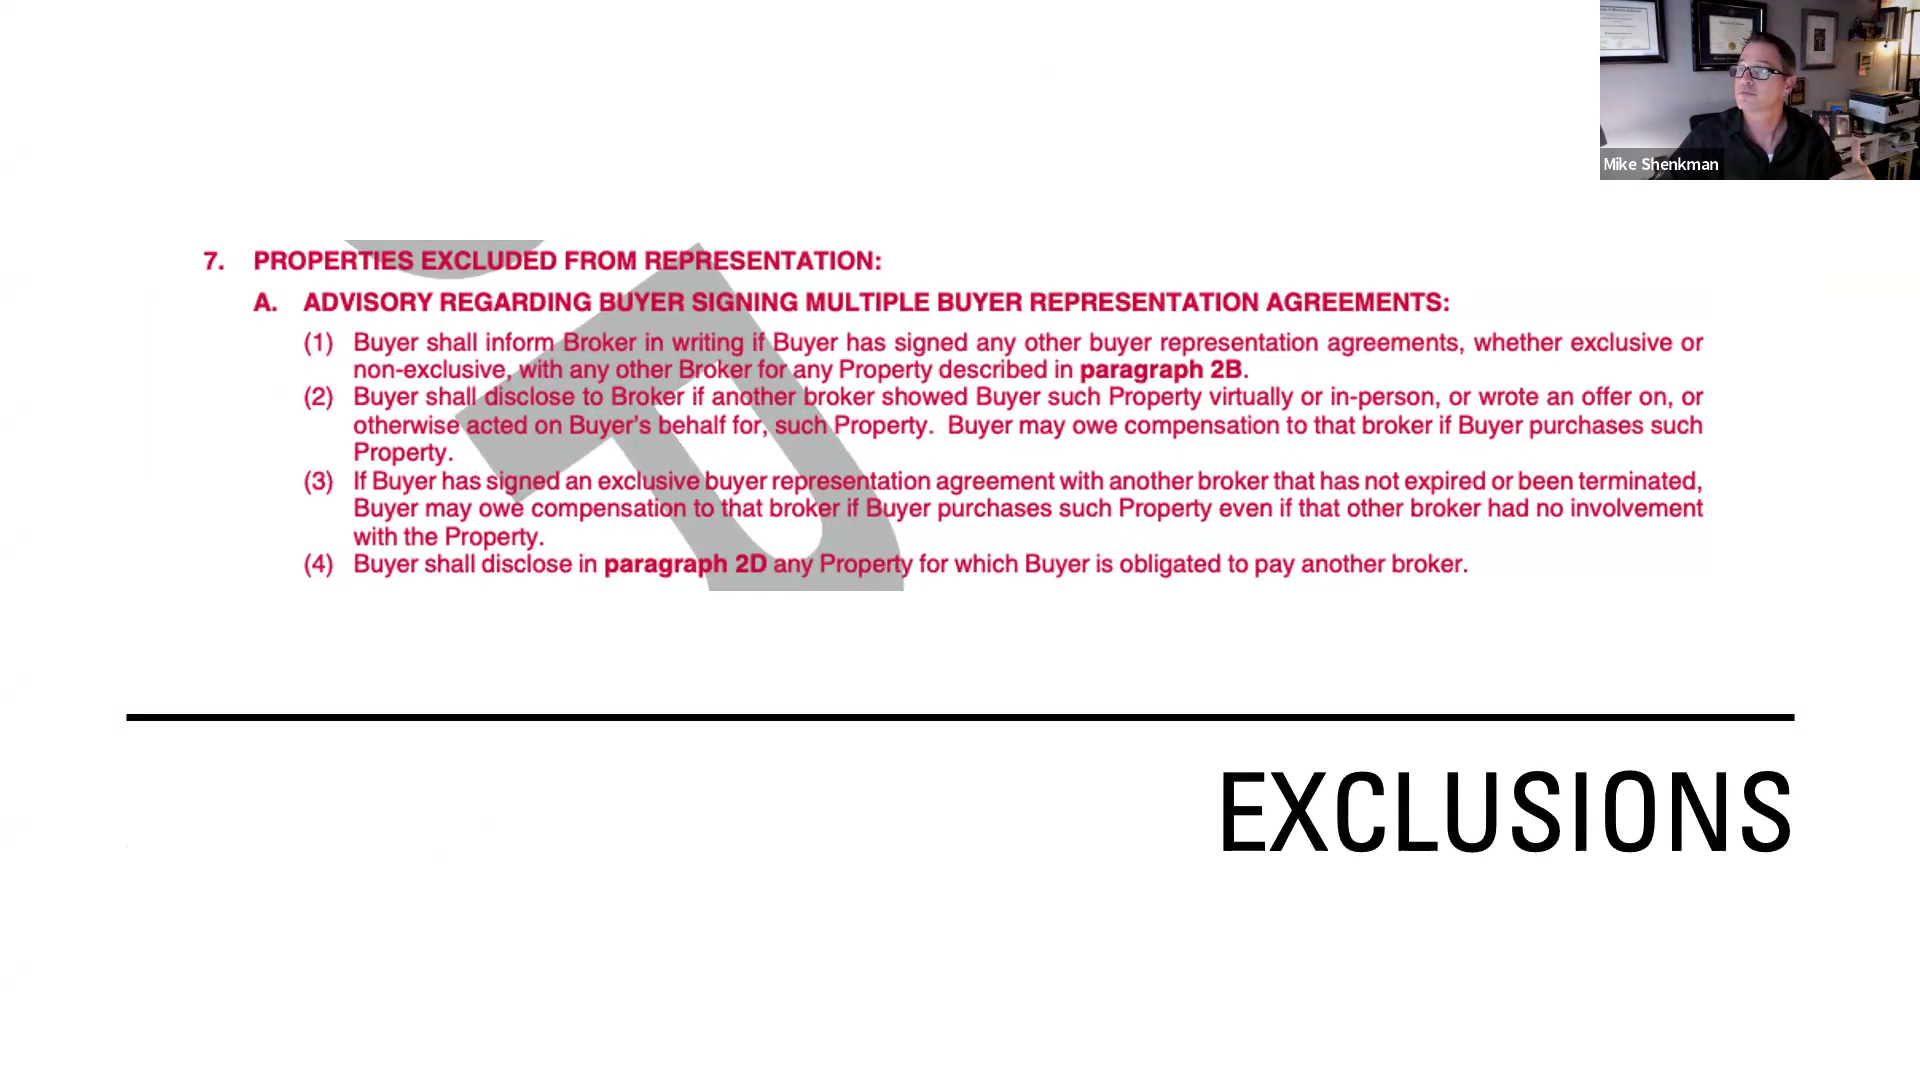 Mike Shenkman
7. PROPERTIES EXCLUDED FROM REPRESENTATION:
A. ADVISORY REGARDING BUYER SIGNING MULTIPLE BUYER REPRESENTATION AGREEMENTS:
(1) Buyer shall inform Broker in writing if Buyer has signed any other buyer representation agreements, whether exclusive or
non-exclusive, with any other Broker for any Property described in paragraph 2B.
(2) Buyer shall disclose to Broker if another broker showed Buyer such Property virtually or in-person, or wrote an offer on, or
otherwise acted on Buyer's behalf for, such Property. Buyer may owe compensation to that broker if Buyer purchases such
Property.
(3) If Buyer has signed an exclusive buyer representation agreement with another broker that has not expired or been terminated,
Buyer may owe compensation to that broker if Buyer purchases such Property even if that other broker had no involvement
with the Property.
(4) Buyer shall disclose in paragraph 2D any Property for which Buyer is obligated to pay another broker.
EXCLUSIONS